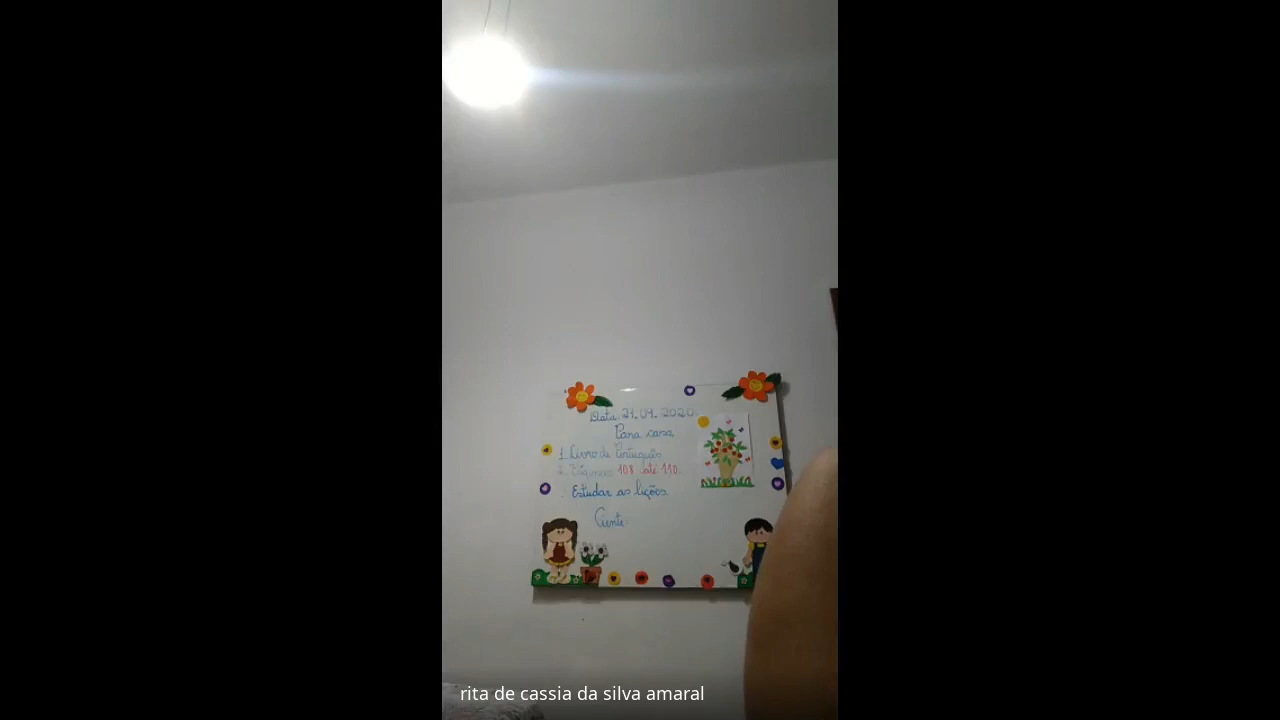 Data: 21.09.2020.
Para casa
1. Livro de Português
2. Páginas: 108 até 110.
Estudar as lições
Ciente:
rita de cassia da silva amaral